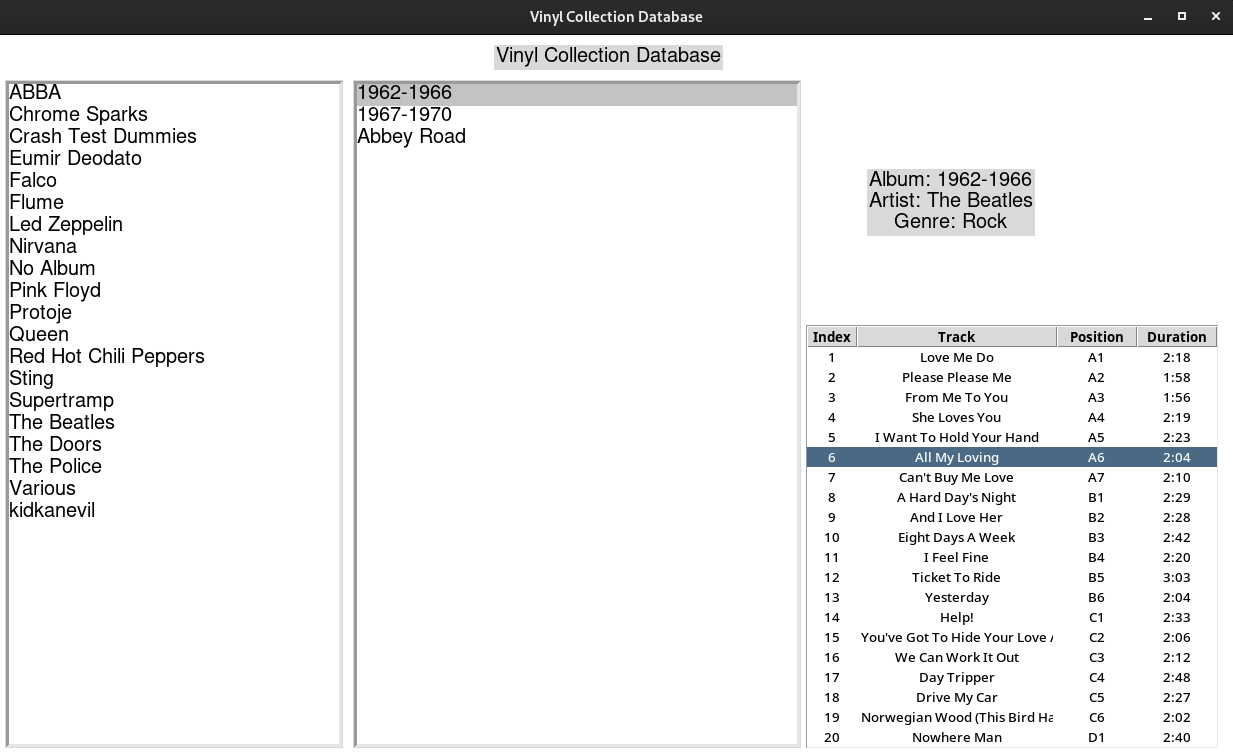 Vinyl Collection Database
Vinyl Collection Database
ABBA
Chrome Sparks
Crash Test Dummies
Eumir Deodato
Falco
Flume
Led Zeppelin
Nirvana
No Album
Pink Floyd
Protoje
Queen
Red Hot Chili Peppers
Sting
Supertramp
The Beatles
The Doors
The Police
Various
kidkanevil
1962-1966
1967-1970
Abbey Road
Album: 1962-1966
Artist: The Beatles
Genre: Rock
Index Track Position Duration
1 Love Me Do A1 2:18
2 Please Please Me A2 1:58
3 From Me To You A3 1:56
4 She Loves You A4 2:19
5 I Want To Hold Your Hand A5 2:23
6 All My Loving A6 2:04
7 Can't Buy Me Love A7 2:10
8 A Hard Day's Night B1 2:29
9 And I Love Her B2 2:28
10 Eight Days A Week B3 2:42
11 I Feel Fine B4 2:20
12 Ticket To Ride B5 3:03
13 Yesterday B6 2:04
14 Help! C1 2:33
15 You've Got To Hide Your Love C2 2:06
16 We Can Work It Out C3 2:12
17 Day Tripper C4 2:48
18 Drive My Car C5 2:27
19 Norwegian Wood (This Bird Ha C6 2:02
20 Nowhere Man D1 2:40